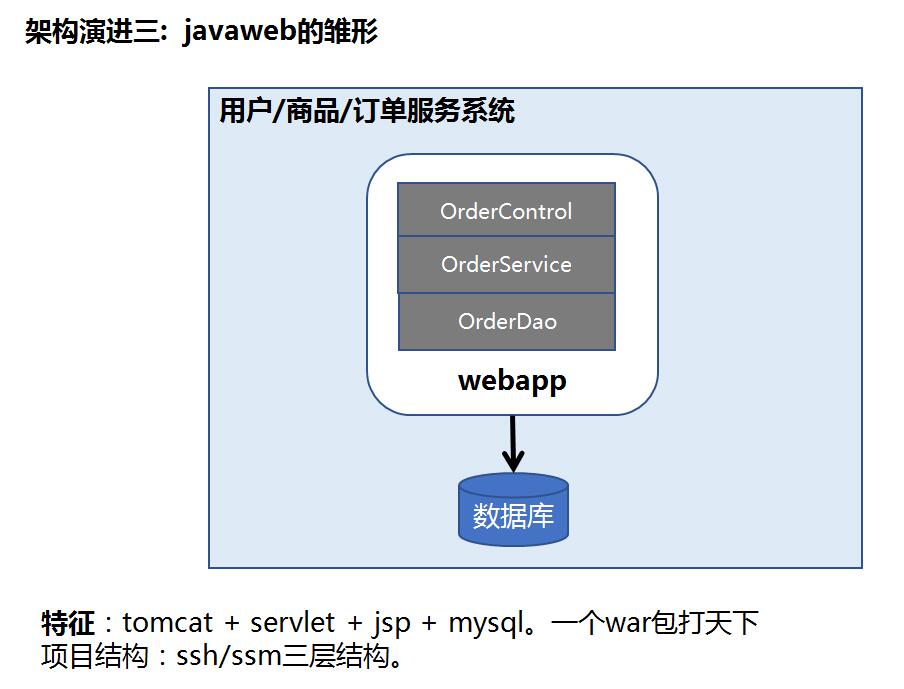 架构演进三: javaweb的雏形
用户/商品/订单服务系统
OrderControl
OrderService
OrderDao
webapp
数据库
特征：tomcat + servlet + jsp + mysql。一个war包打天下
项目结构：ssh/ssm三层结构。